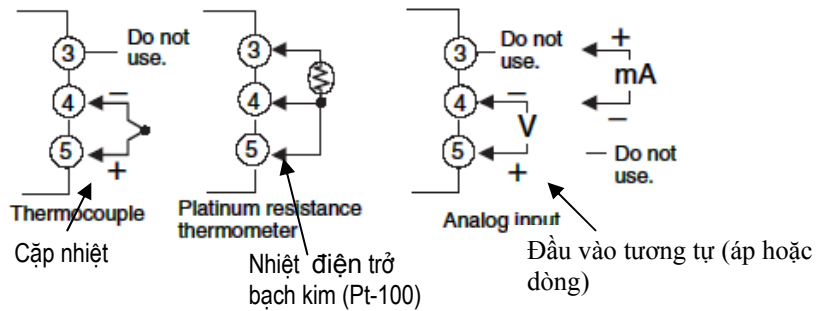 3 Do not use.
4 –
5 +
Thermocouple
Cặp nhiệt
3
4
5
Platinum resistance
thermometer
Nhiệt điện trở
bạch kim (Pt-100)
3 Do not use.
4 –
V
5 +
+
mA
–
Do not
use.
Analog input
Đầu vào tương tự (áp hoặc
dòng)